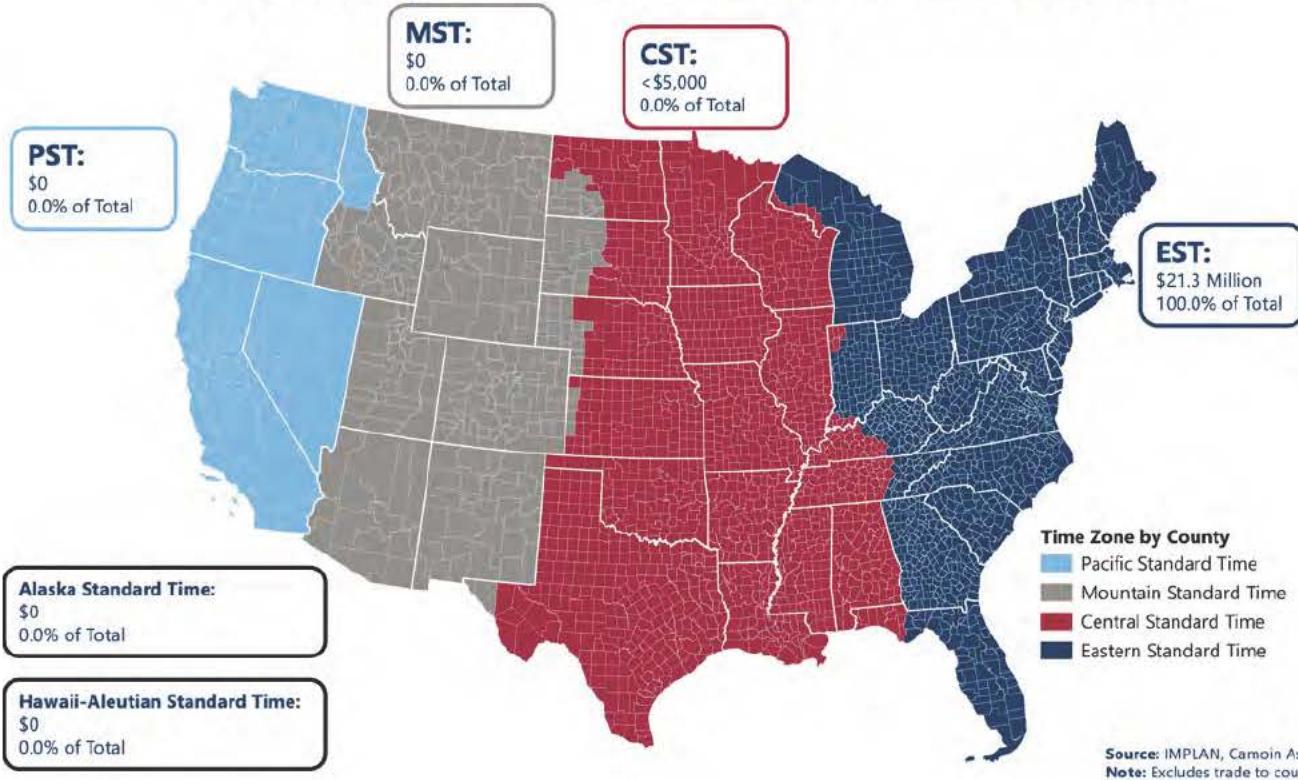 MST:
$0
0.0% of Total
CST:
<$5,000
0.0% of Total
PST:
$0
0.0% of Total
EST:
$21.3 Million
100.0% of Total
Time Zone by County
Pacific Standard Time
Mountain Standard Time
Central Standard Time
Eastern Standard Time
Alaska Standard Time:
$0
0.0% of Total
Hawaii-Aleutian Standard Time:
$0
0.0% of Total
Source: IMPLAN, Camoin
Note: Excludes trade to